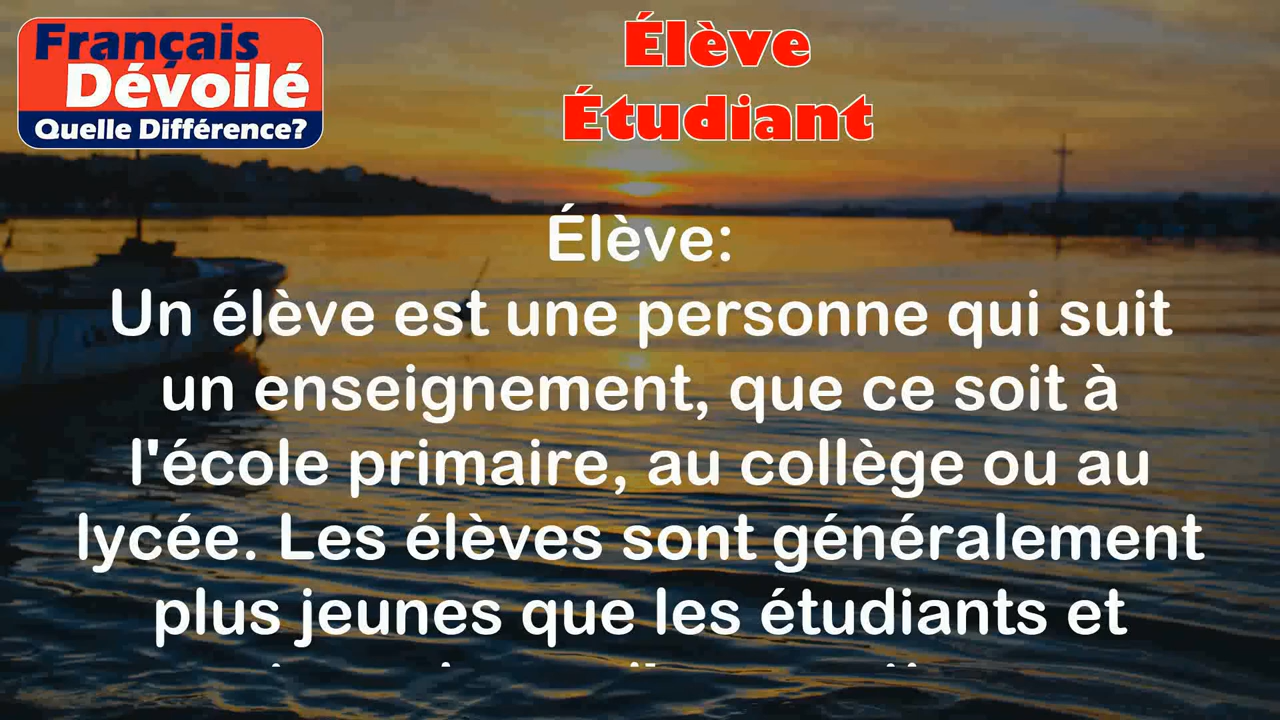 Français
Dévoilé
Quelle Différence?
Élève
Étudiant
Élève:
Un élève est une personne qui suit
un enseignement, que ce soit à
l'école primaire, au collège ou au
lycée. Les élèves sont généralement
plus jeunes que les étudiants et